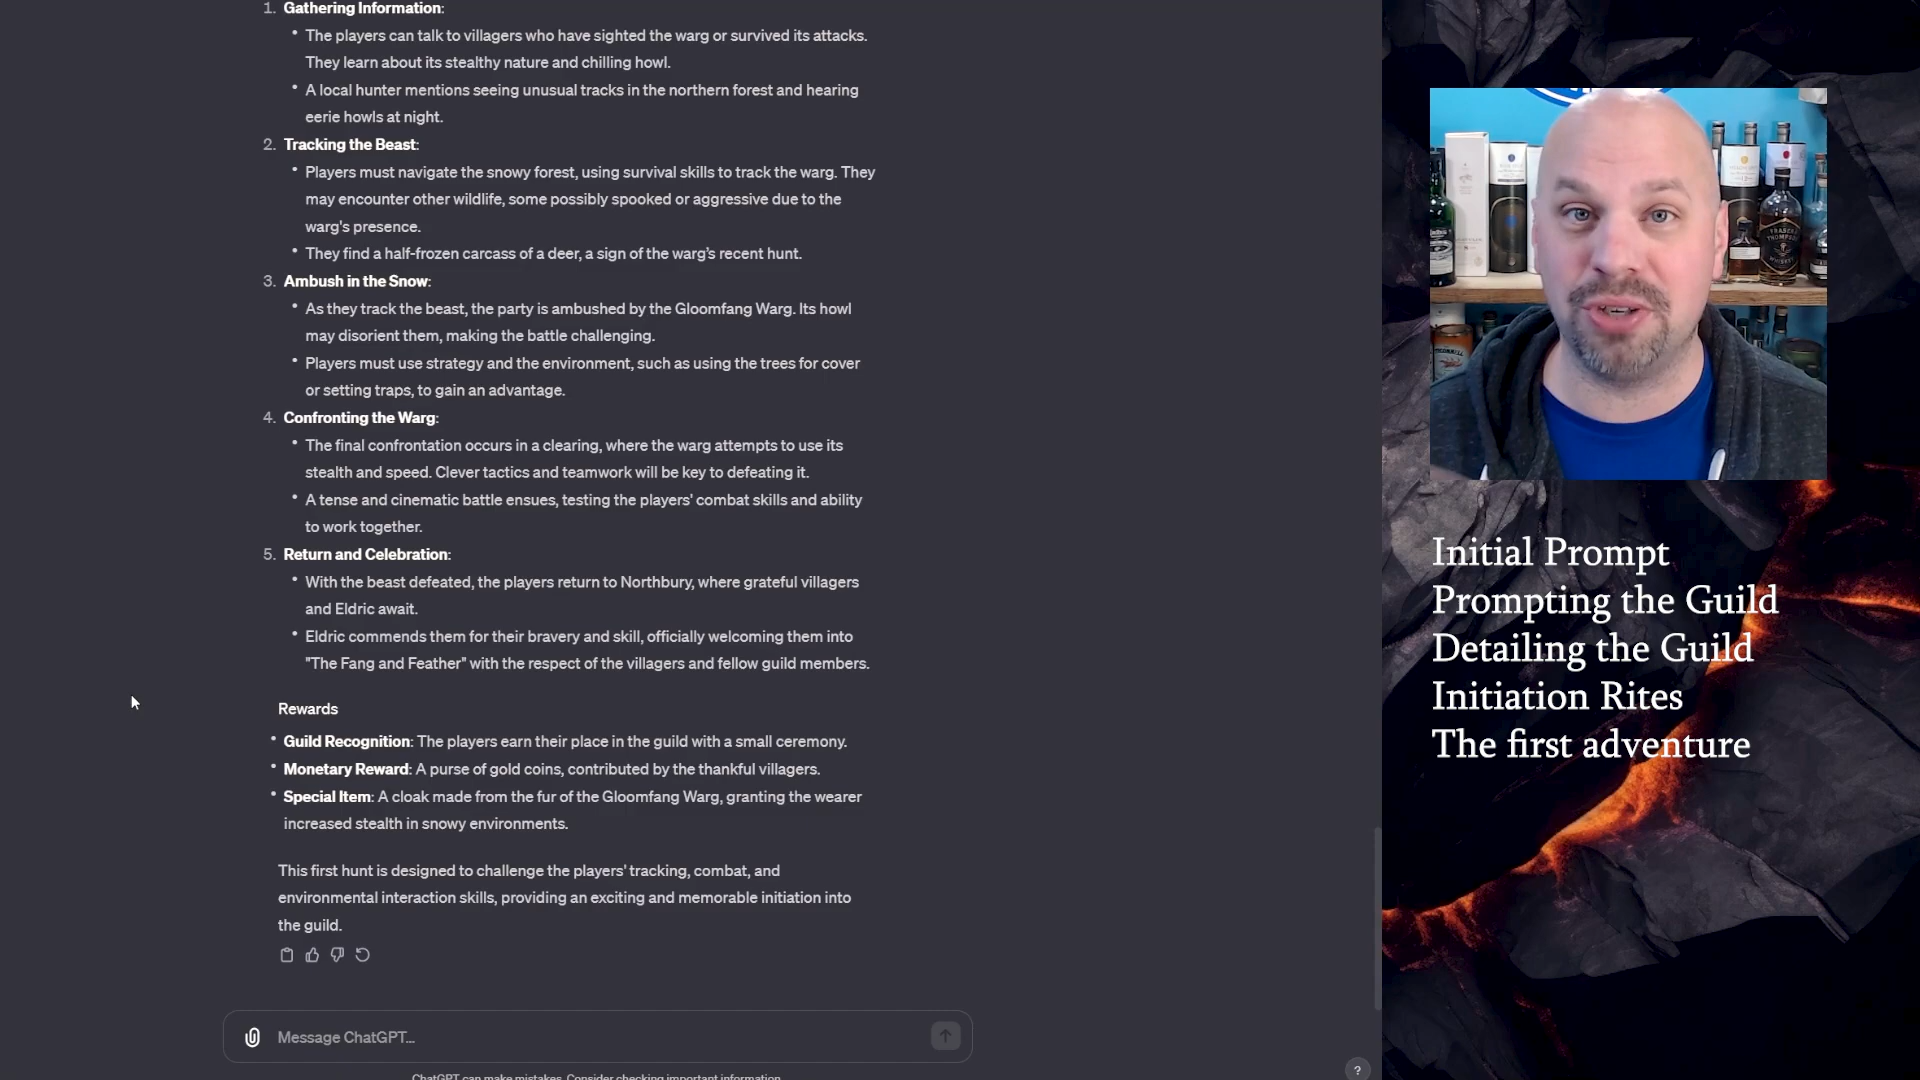 1. Gathering Information:
• The players can talk to villagers who have sighted the warg or survived its attacks.
They learn about its stealthy nature and chilling howl.
• A local hunter mentions seeing unusual tracks in the northern forest and hearing
eerie howls at night.
2. Tracking the Beast:
• Players must navigate the snowy forest, using survival skills to track the warg. They
may encounter other wildlife, some possibly spooked or aggressive due to the
warg's presence.
• They find a half-frozen carcass of a deer, a sign of the warg’s recent hunt.
3. Ambush in the Snow:
• As they track the beast, the party is ambushed by the Gloomfang Warg. Its howl
may disorient them, making the battle challenging.
• Players must use strategy and the environment, such as using the trees for cover
or setting traps, to gain an advantage.
4. Confronting the Warg:
• The final confrontation occurs in a clearing, where the warg attempts to use its
stealth and speed. Clever tactics and teamwork will be key to defeating it.
• A tense and cinematic battle ensues, testing the players' combat skills and ability
to work together.
5. Return and Celebration:
• With the beast defeated, the players return to Northbury, where grateful villagers
and Eldric await.
• Eldric commends them for their bravery and skill, officially welcoming them into
"The Fang and Feather" with the respect of the villagers and fellow guild members.
Rewards
• Guild Recognition: The players earn their place in the guild with a small ceremony.
• Monetary Reward: A purse of gold coins, contributed by the thankful villagers.
• Special Item: A cloak made from the fur of the Gloomfang Warg, granting the wearer
increased stealth in snowy environments.
This first hunt is designed to challenge the players' tracking, combat, and
environmental interaction skills, providing an exciting and memorable initiation into
the guild.
Message ChatGPT...
ChatGPT can make mistakes. Consider checking important information.
?
FRASER
THOMPSON
WHISKEY
Initial Prompt
Prompting the Guild
Detailing the Guild
Initiation Rites
The first adventure